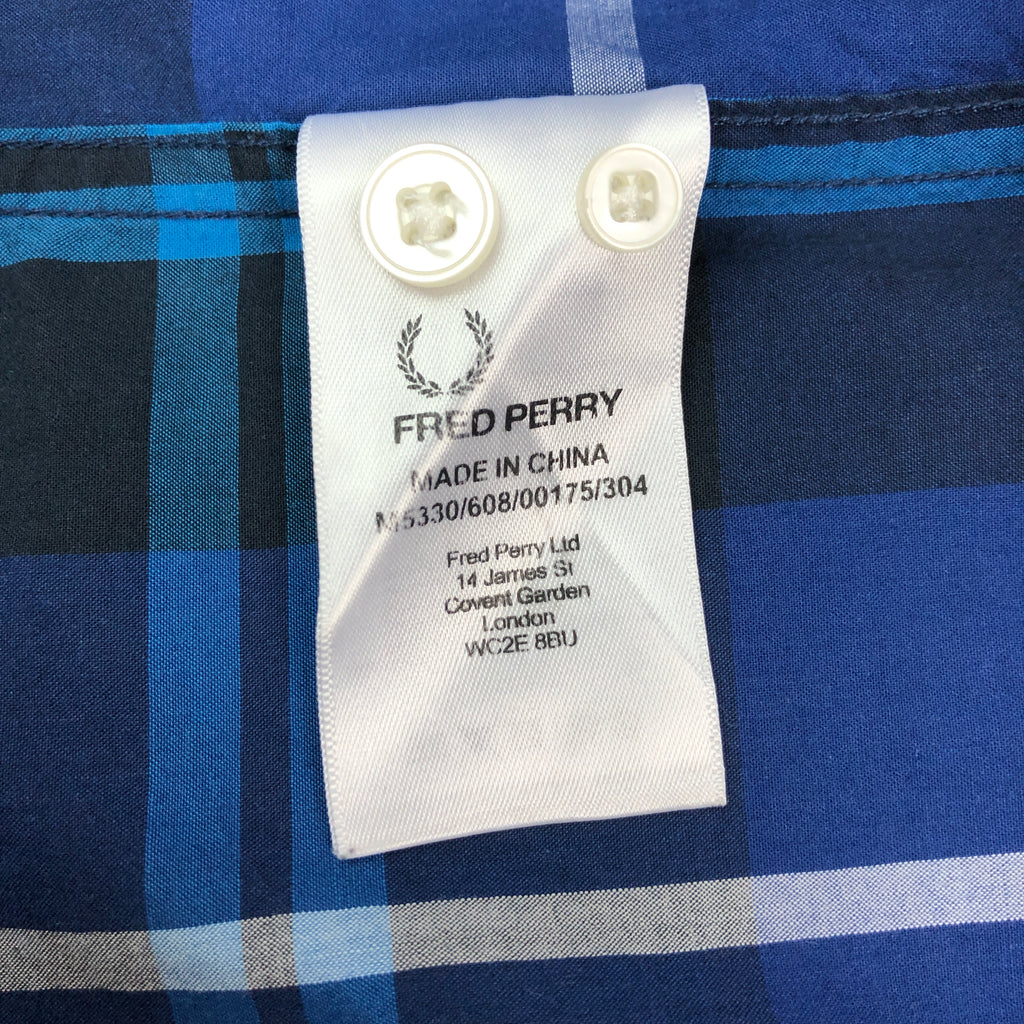 FRED PERRY
MADE IN CHINA
M5330/608/00175/304
Fred Perry Ltd
14 James St
Covent Garden
London
WC2E 8BU